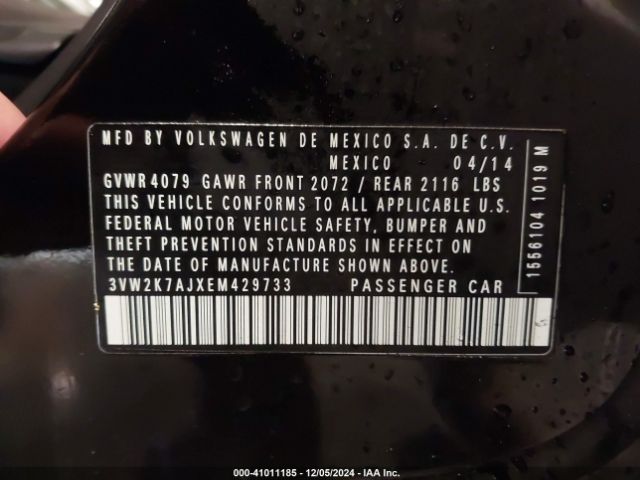 MFD BY VOLKSWAGEN DE MEXICO S.A. DE C.V.
MEXICO 04/14
GVWR 4079 GAWR FRONT 2072 / REAR 2116 LBS
THIS VEHICLE CONFORMS TO ALL APPLICABLE U.S.
FEDERAL MOTOR VEHICLE SAFETY, BUMPER AND
THEFT PREVENTION STANDARDS IN EFFECT ON
THE DATE OF MANUFACTURE SHOWN ABOVE.
3VW2K7AJXEM429733 PASSENGER CAR
1556104 1019 M
000-41011185 - 12/05/2024 - IAA Inc.